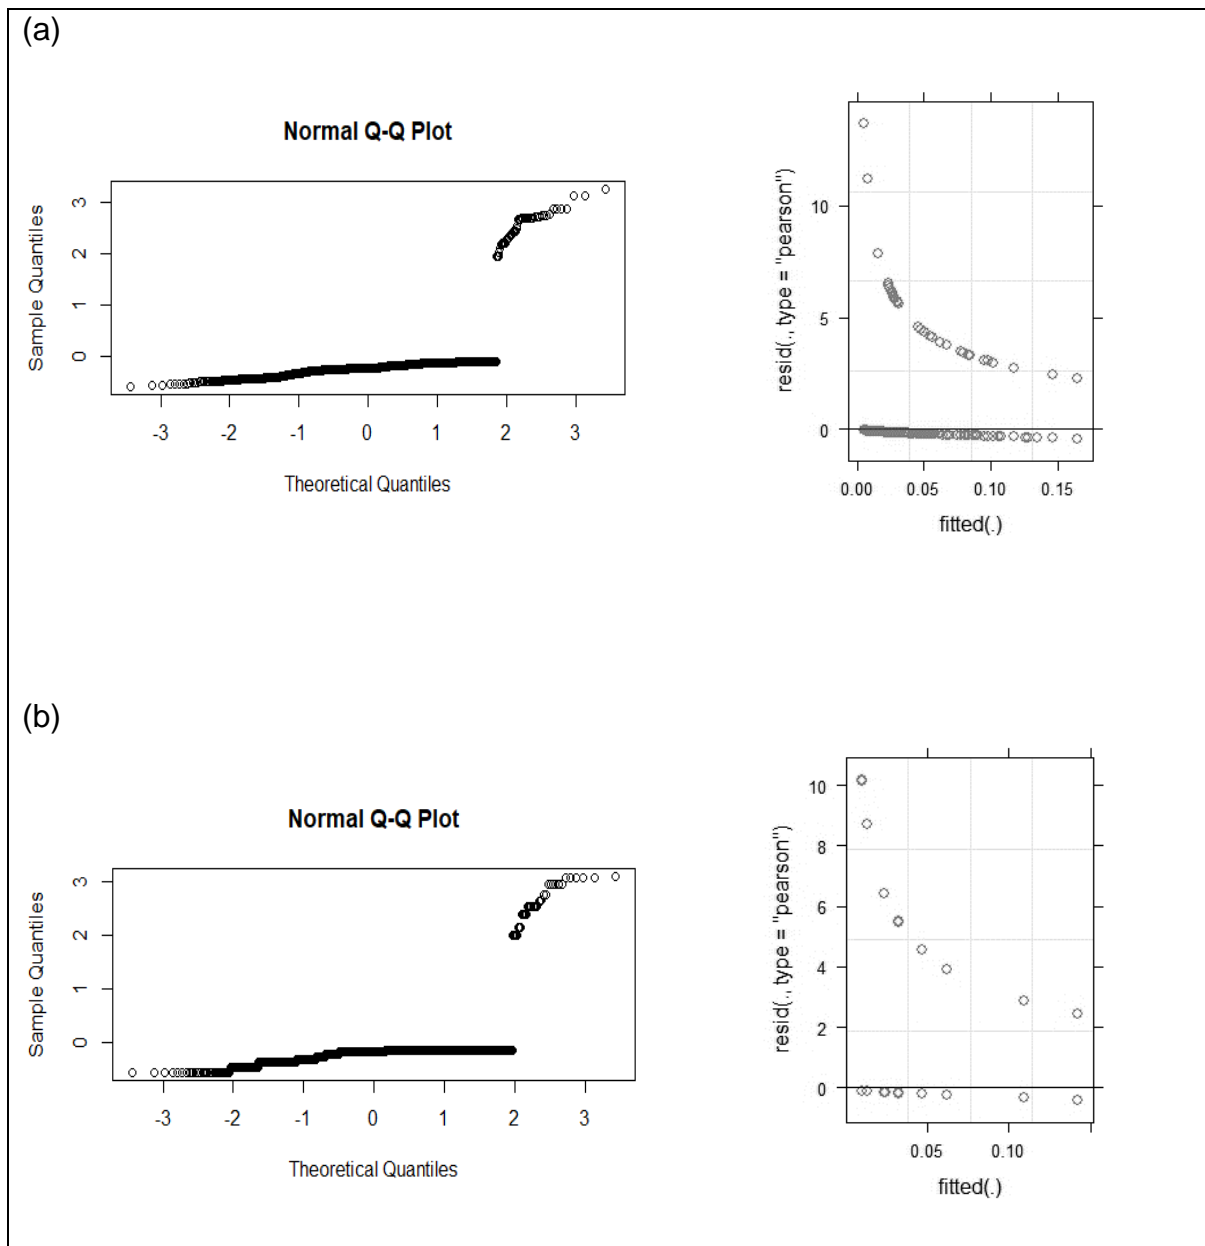 (a)
Normal Q-Q Plot
Sample Quantiles
3
2
1
0
-3 -2 -1 0 1 2 3
Theoretical Quantiles
resid(., type = "pearson")
10
5
0
0.00 0.05 0.10 0.15
fitted(.)
(b)
Normal Q-Q Plot
Sample Quantiles
3
2
1
0
-3 -2 -1 0 1 2 3
Theoretical Quantiles
resid(., type = "pearson")
10
8
6
4
2
0
0.05 0.10
fitted(.)